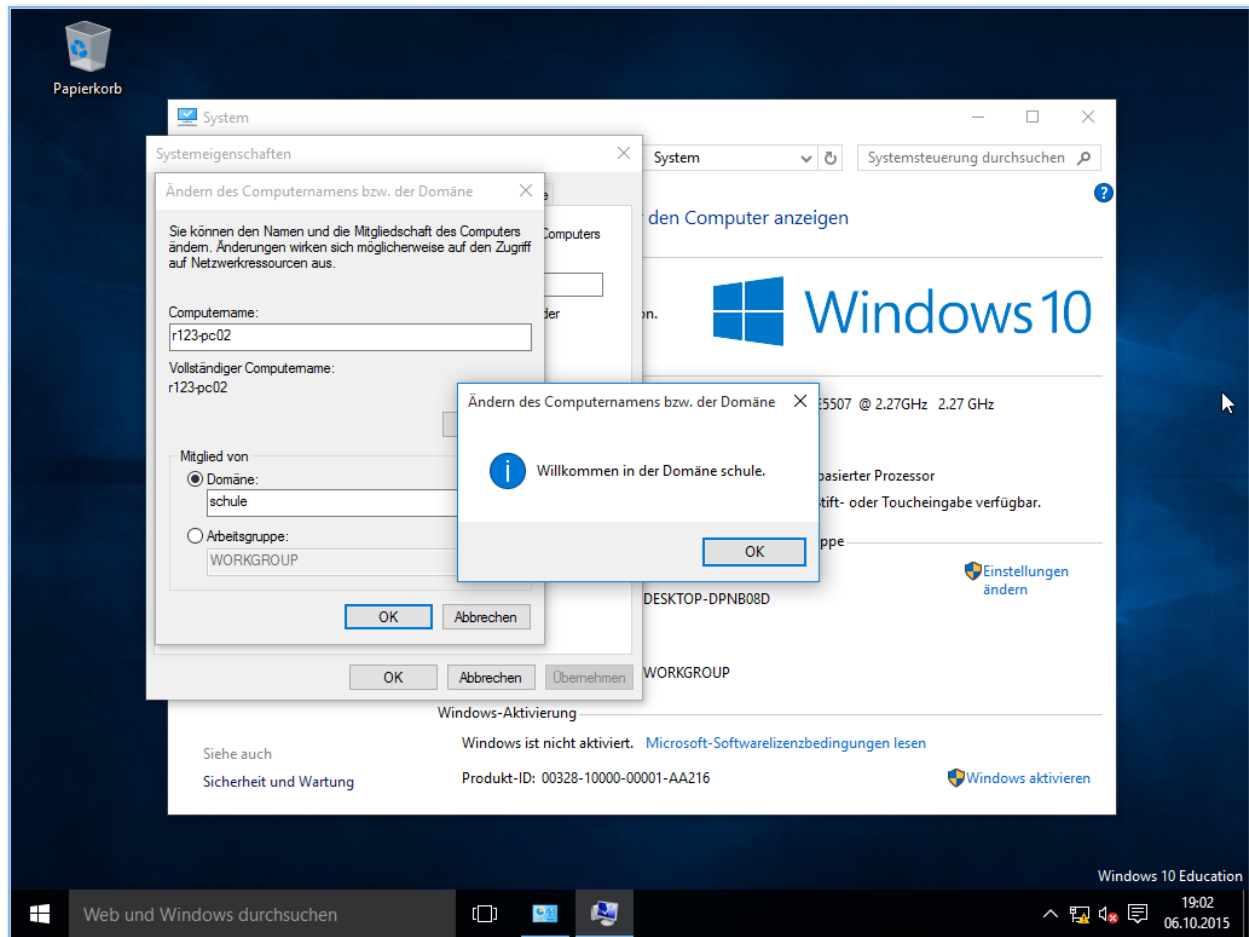 Papierkorb
System
System
Systemsteuerung durchsuchen
den Computer anzeigen
Windows 10
E5507 @ 2.27GHz 2.27 GHz
basierter Prozessor
Stift- oder Toucheingabe verfügbar.
Einstellungen
ändern
DESKTOP-DPNB08D
WORKGROUP
Windows-Aktivierung
Windows ist nicht aktiviert. Microsoft-Softwarelizenzbedingungen lesen
Produkt-ID: 00328-10000-00001-AA216
Windows aktivieren
Siehe auch
Sicherheit und Wartung
Systemeigenschaften
Computers
OK Abbrechen Übernehmen
Ändern des Computernamens bzw. der Domäne
Sie können den Namen und die Mitgliedschaft des Computers
ändern. Änderungen wirken sich möglicherweise auf den Zugriff
auf Netzwerkressourcen aus.
Computername:
r123-pc02
Vollständiger Computername:
r123-pc02
Mitglied von
Domäne:
schule
Arbeitsgruppe:
WORKGROUP
OK Abbrechen
Ändern des Computernamens bzw. der Domäne
Willkommen in der Domäne schule.
OK
Windows 10 Education
Web und Windows durchsuchen
19:02
06.10.2015